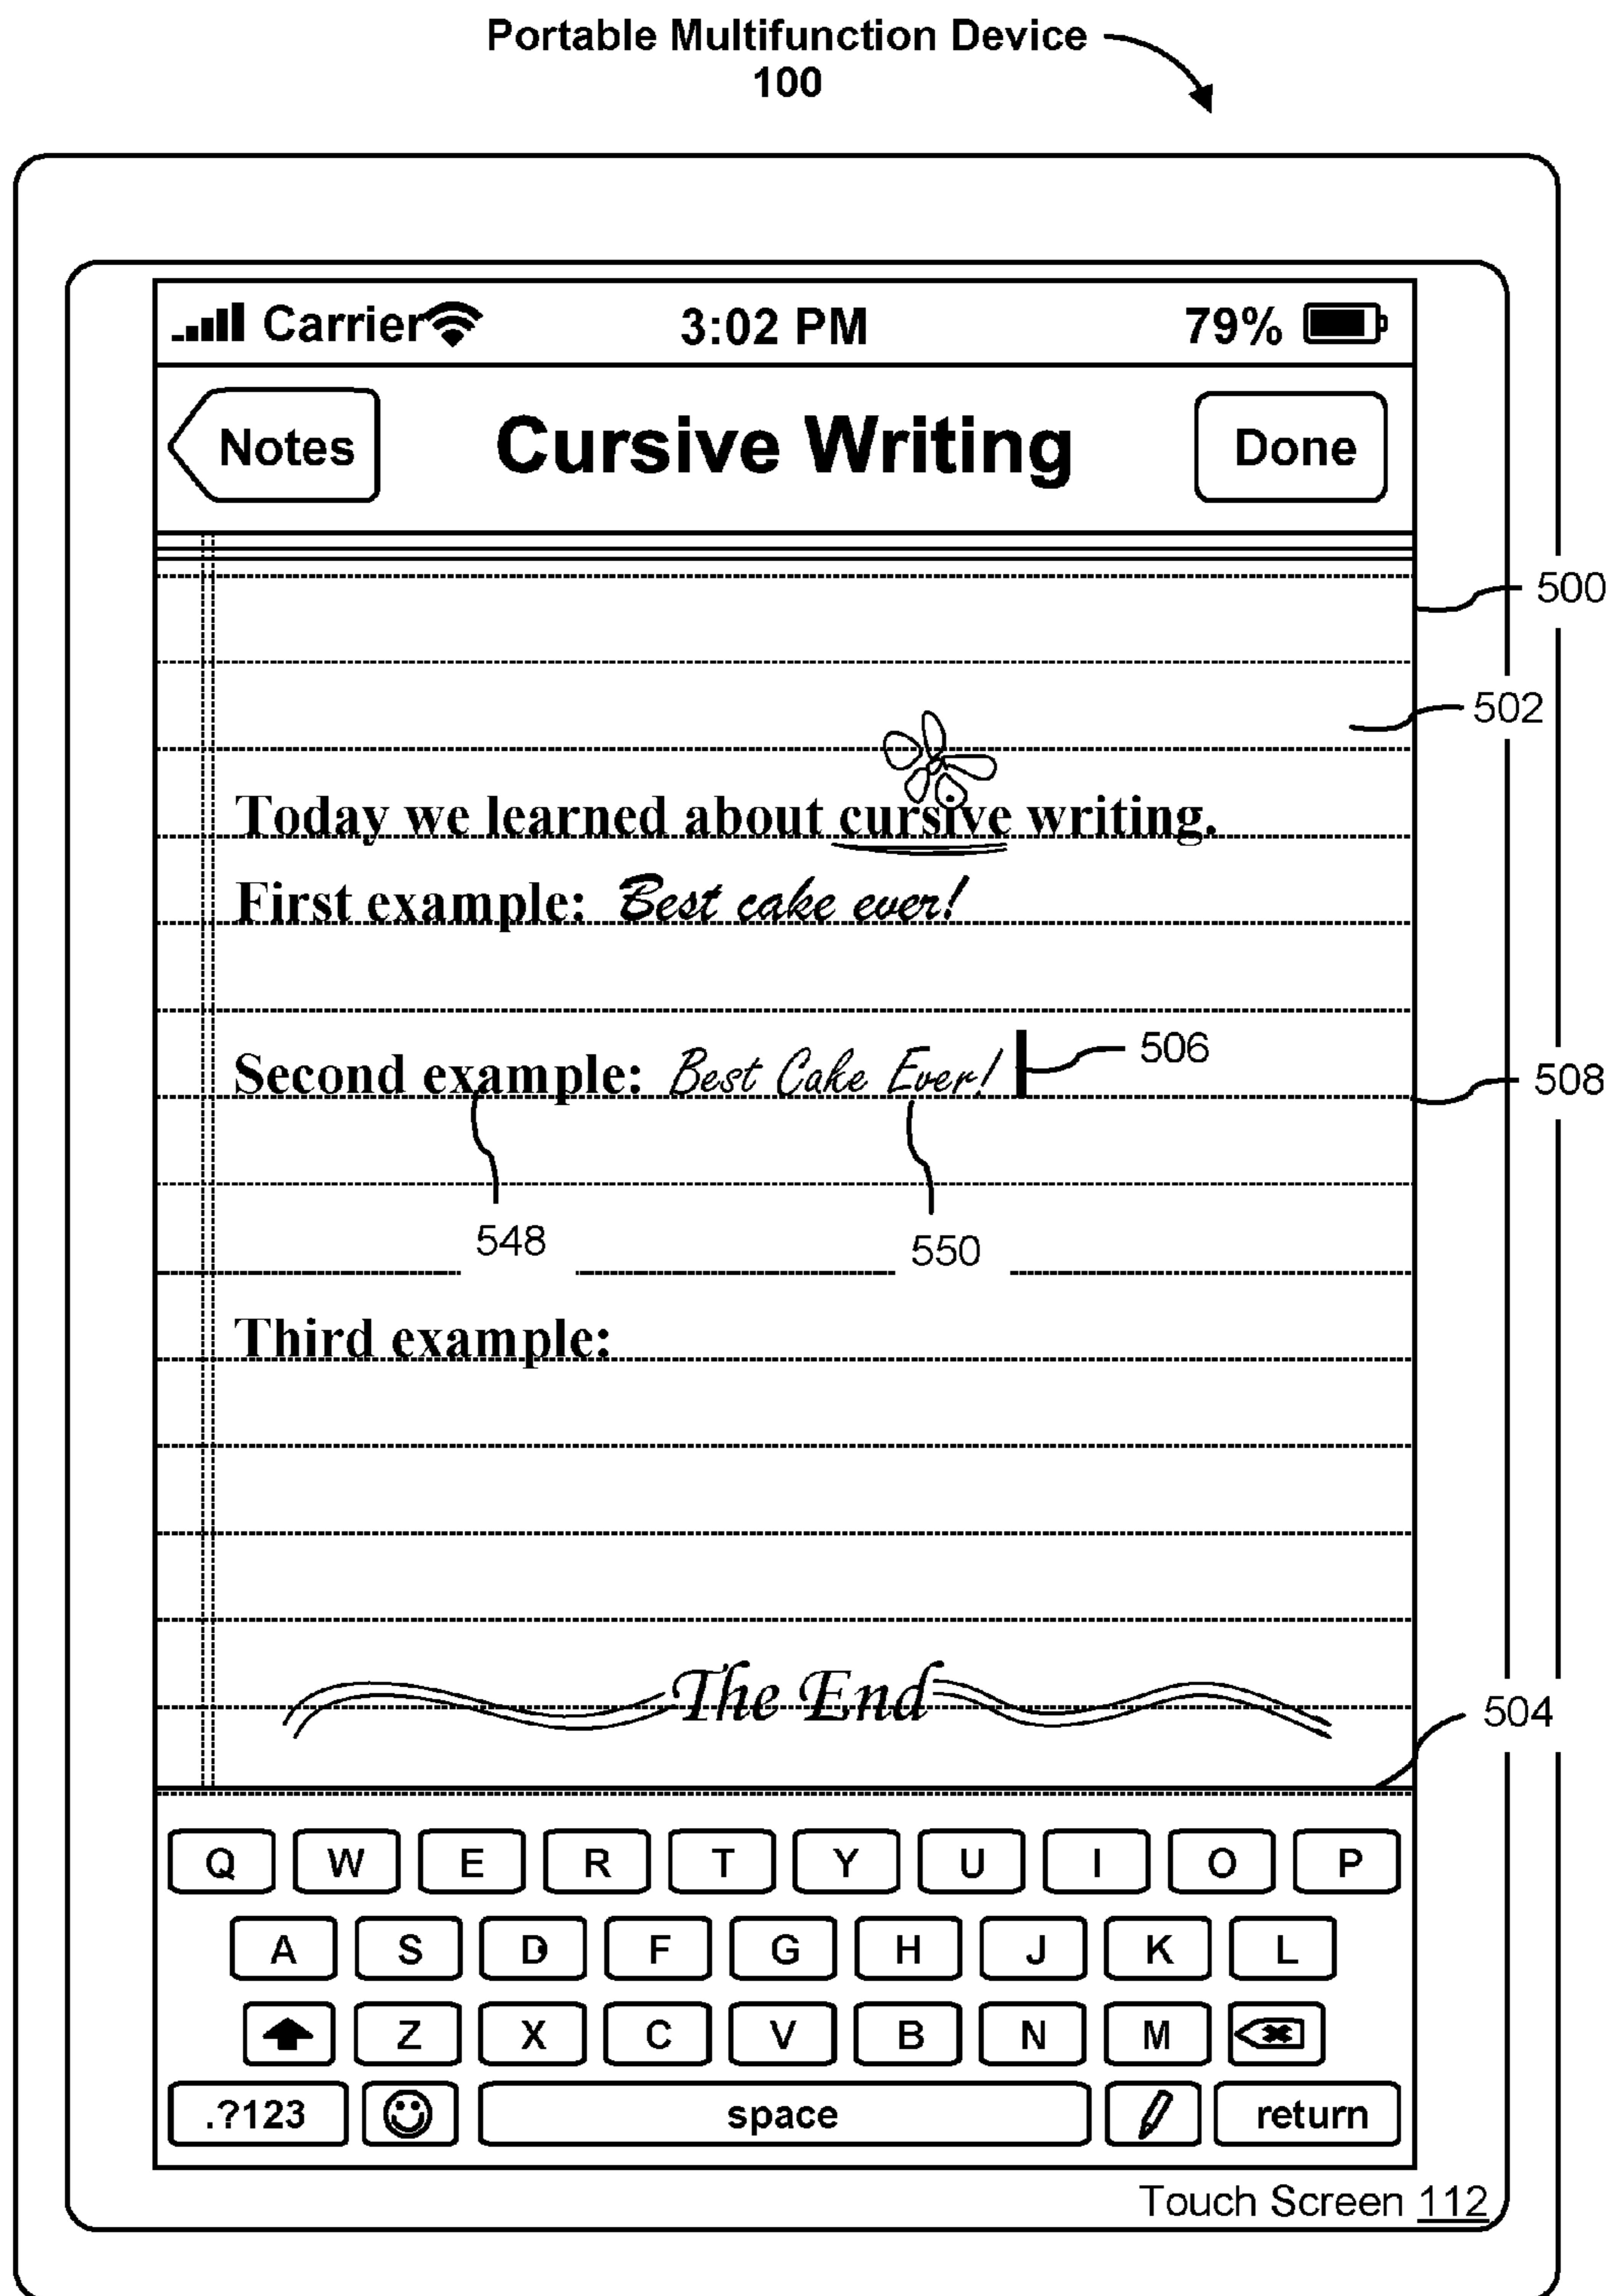 Portable Multifunction Device
100
Carrier 3:02 PM 79%
Notes Cursive Writing Done
500
502
Today we learned about cursive writing.
First example: Best cake ever!
Second example: Best Cake Ever! 506
508
548 550
Third example:
The End
504
Q W E R T Y U I O P
A S D F G H J K L
Z X C V B N M
.?123 space return
Touch Screen 112